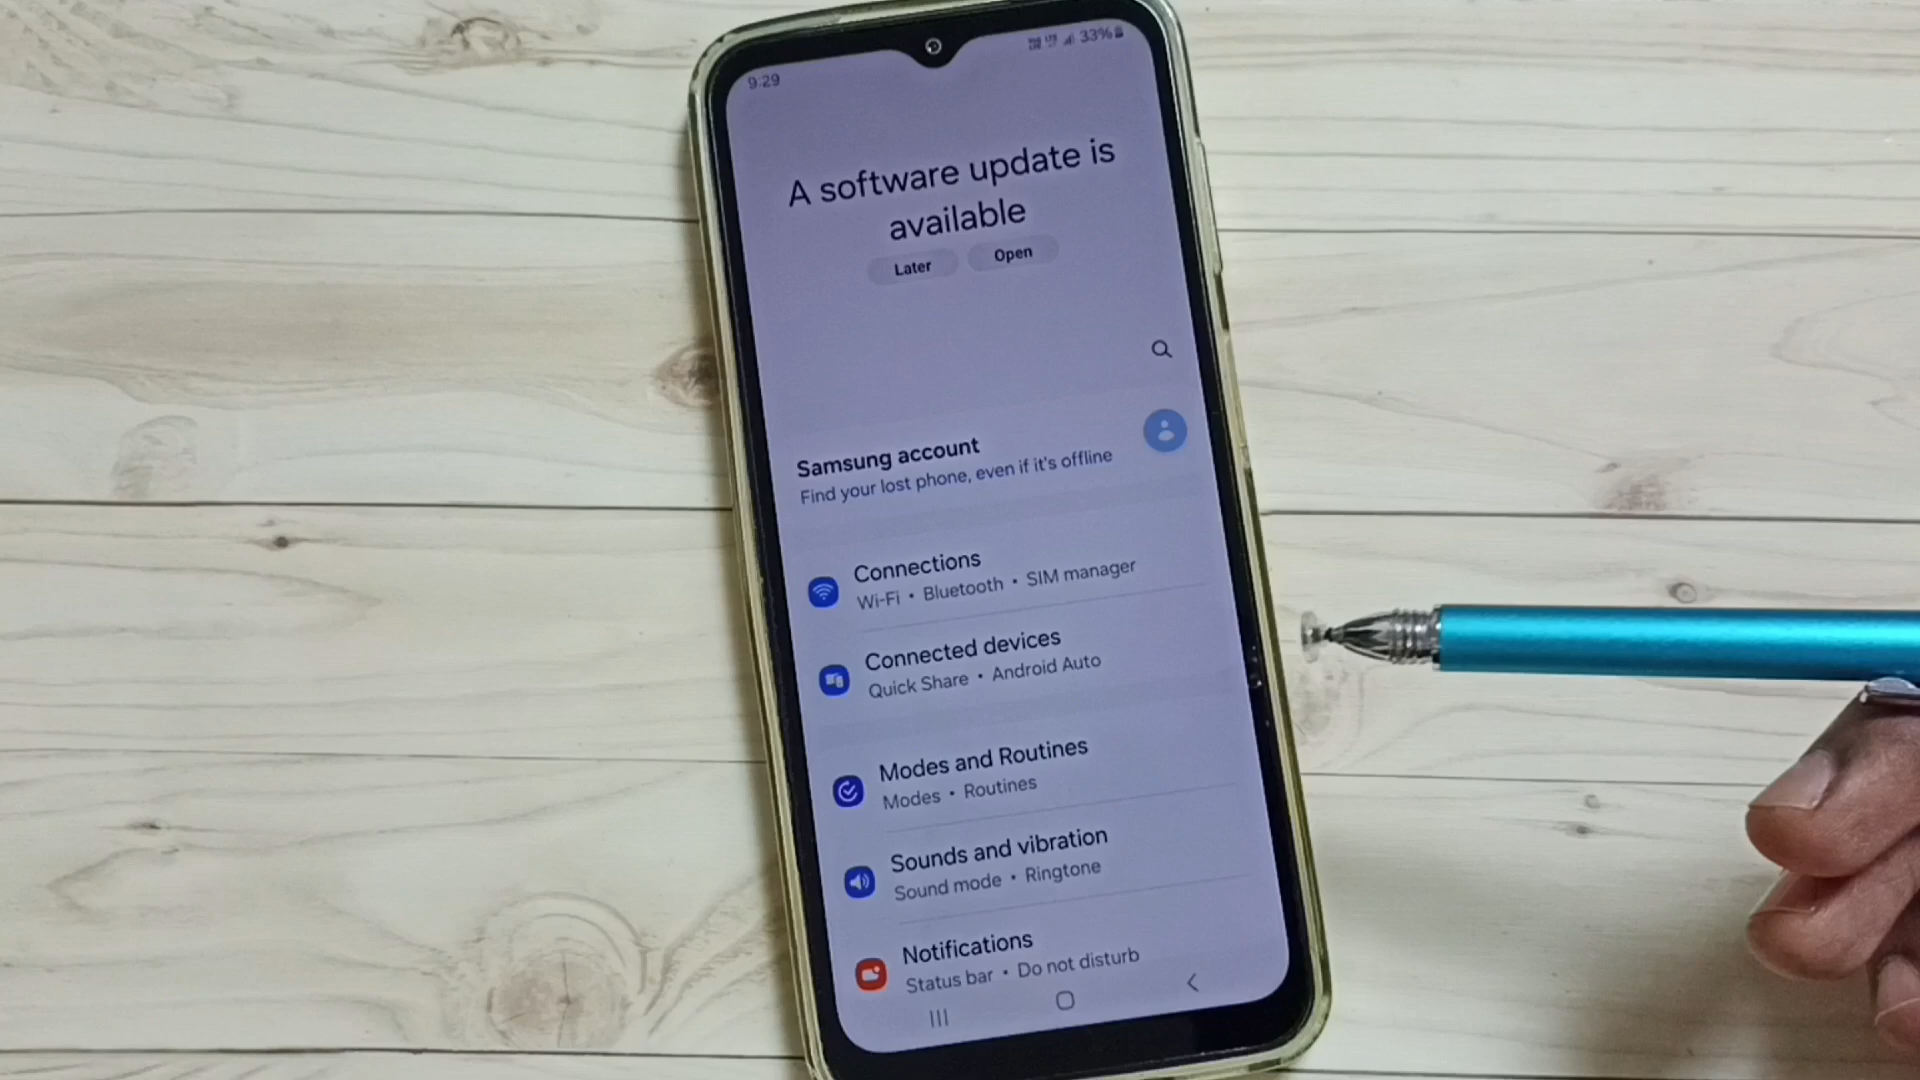 9:29
33%
A software update is
available
Later Open
Samsung account
Find your lost phone, even if it's offline
Connections
Wi-Fi • Bluetooth • SIM manager
Connected devices
Quick Share • Android Auto
Modes and Routines
Modes • Routines
Sounds and vibration
Sound mode • Ringtone
Notifications
Status bar • Do not disturb